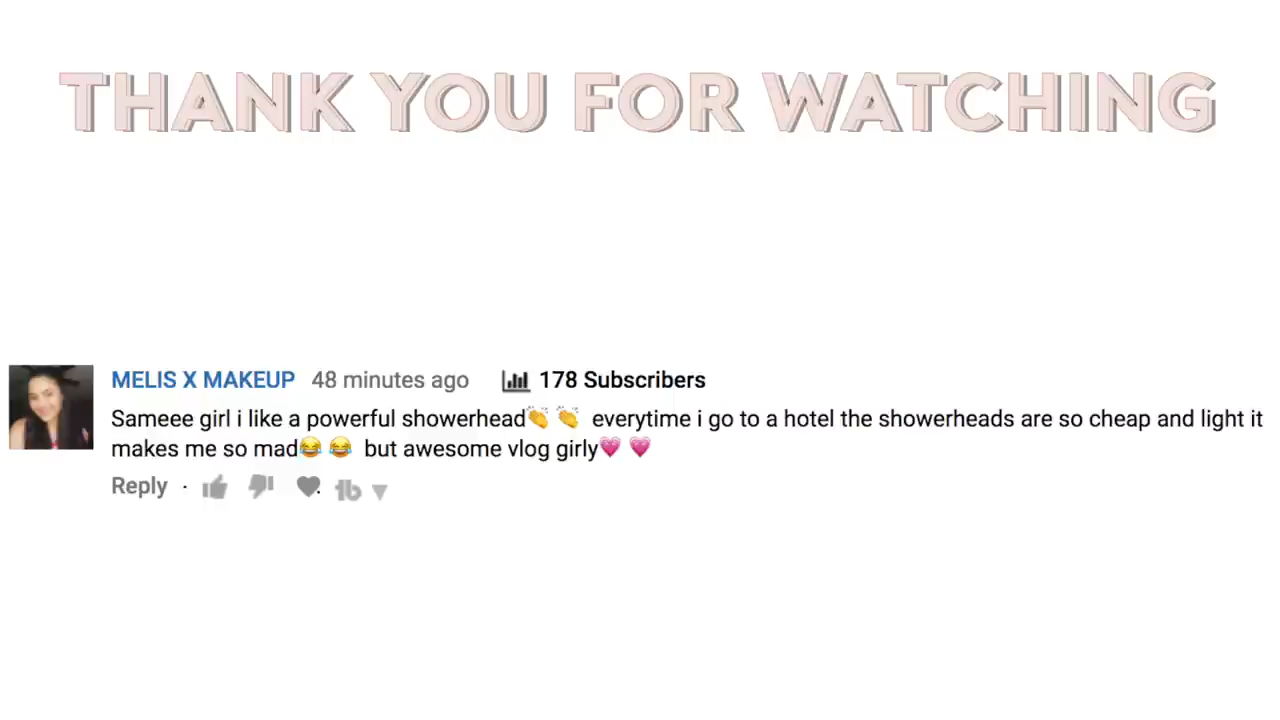 THANK YOU FOR WATCHING
MELIS X MAKEUP 48 minutes ago 178 Subscribers
Sameee girl i like a powerful showerhead👏 👏 everytime i go to a hotel the showerheads are so cheap and light it
makes me so mad😂 😂 but awesome vlog girly💗 💗
Reply · tb ▼